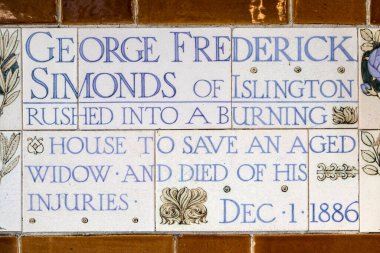 GEORGE FREDERICK
SIMONDS OF ISLINGTON
RUSHED INTO A BURNING
HOUSE TO SAVE AN AGED
WIDOW · AND DIED OF HIS
INJURIES · DEC · 1 · 1886